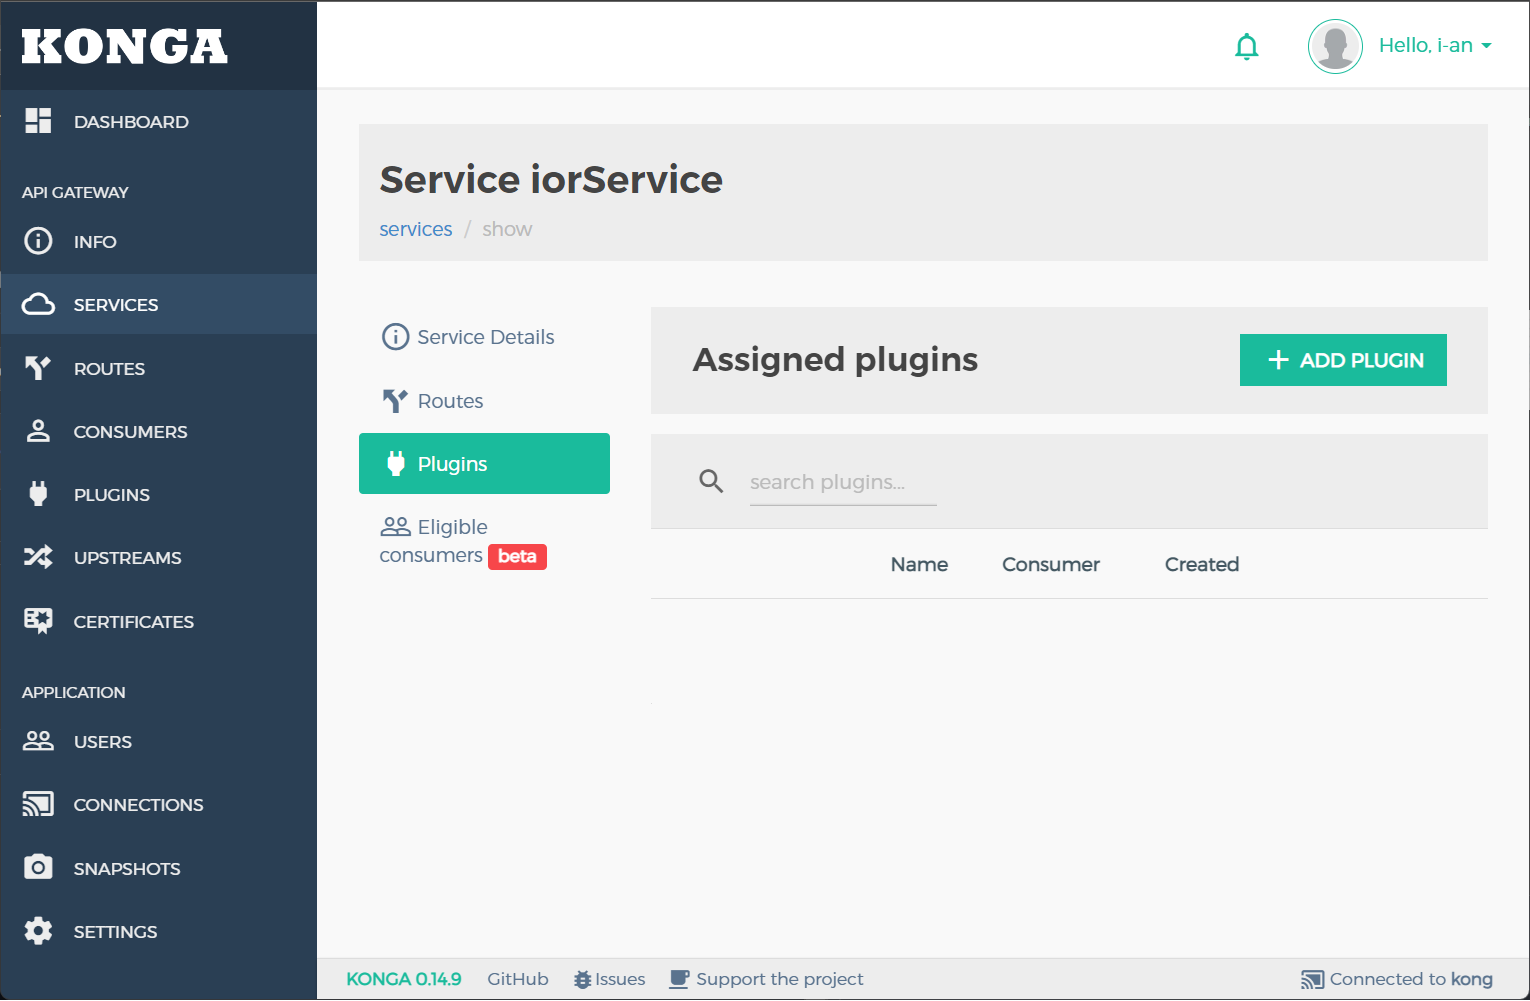 KONGA
Hello, i-an
DASHBOARD
API GATEWAY
INFO
SERVICES
ROUTES
CONSUMERS
PLUGINS
UPSTREAMS
CERTIFICATES
APPLICATION
USERS
CONNECTIONS
SNAPSHOTS
SETTINGS
Service iorService
services / show
Service Details
Routes
Plugins
Eligible
consumers beta
Assigned plugins
ADD PLUGIN
search plugins...
Name Consumer Created
KONGA 0.14.9 GitHub Issues Support the project Connected to kong